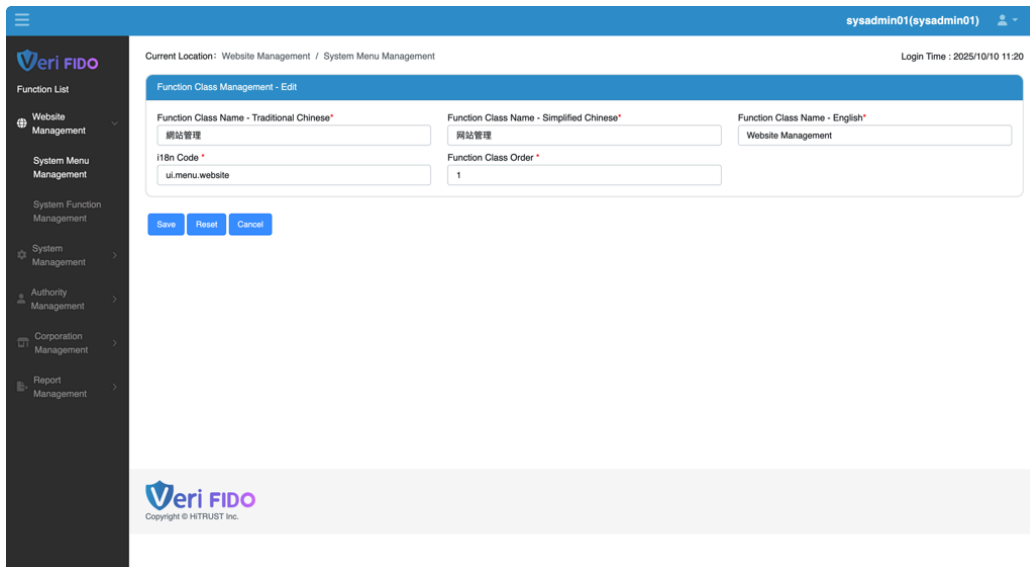 sysadmin01(sysadmin01)
Veri FIDO
Function List
Website
Management
System Menu
Management
System Function
Management
System
Management
Authority
Management
Corporation
Management
Report
Management
Current Location: Website Management / System Menu Management
Login Time : 2025/10/10 11:20
Function Class Management - Edit
Function Class Name - Traditional Chinese*
Function Class Name - Simplified Chinese*
Function Class Name - English*
網站管理
网站管理
Website Management
i18n Code *
Function Class Order *
ui.menu.website
1
Save
Reset
Cancel
Veri FIDO
Copyright © HiTRUST Inc.